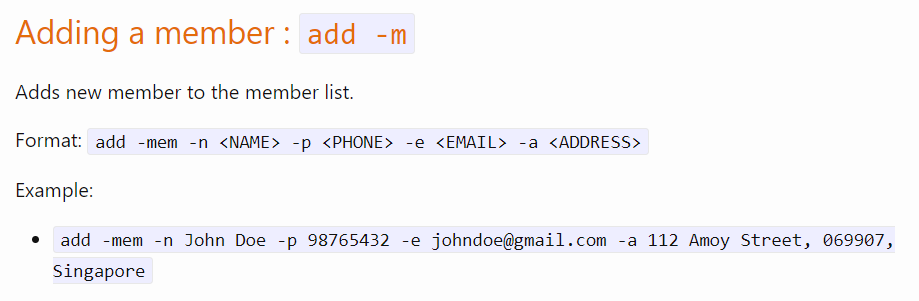 Adding a member : add -m
Adds new member to the member list.
Format: add -mem -n <NAME> -p <PHONE> -e <EMAIL> -a <ADDRESS>
Example:
• add -mem -n John Doe -p 98765432 -e johndoe@gmail.com -a 112 Amoy Street, 069907,
Singapore